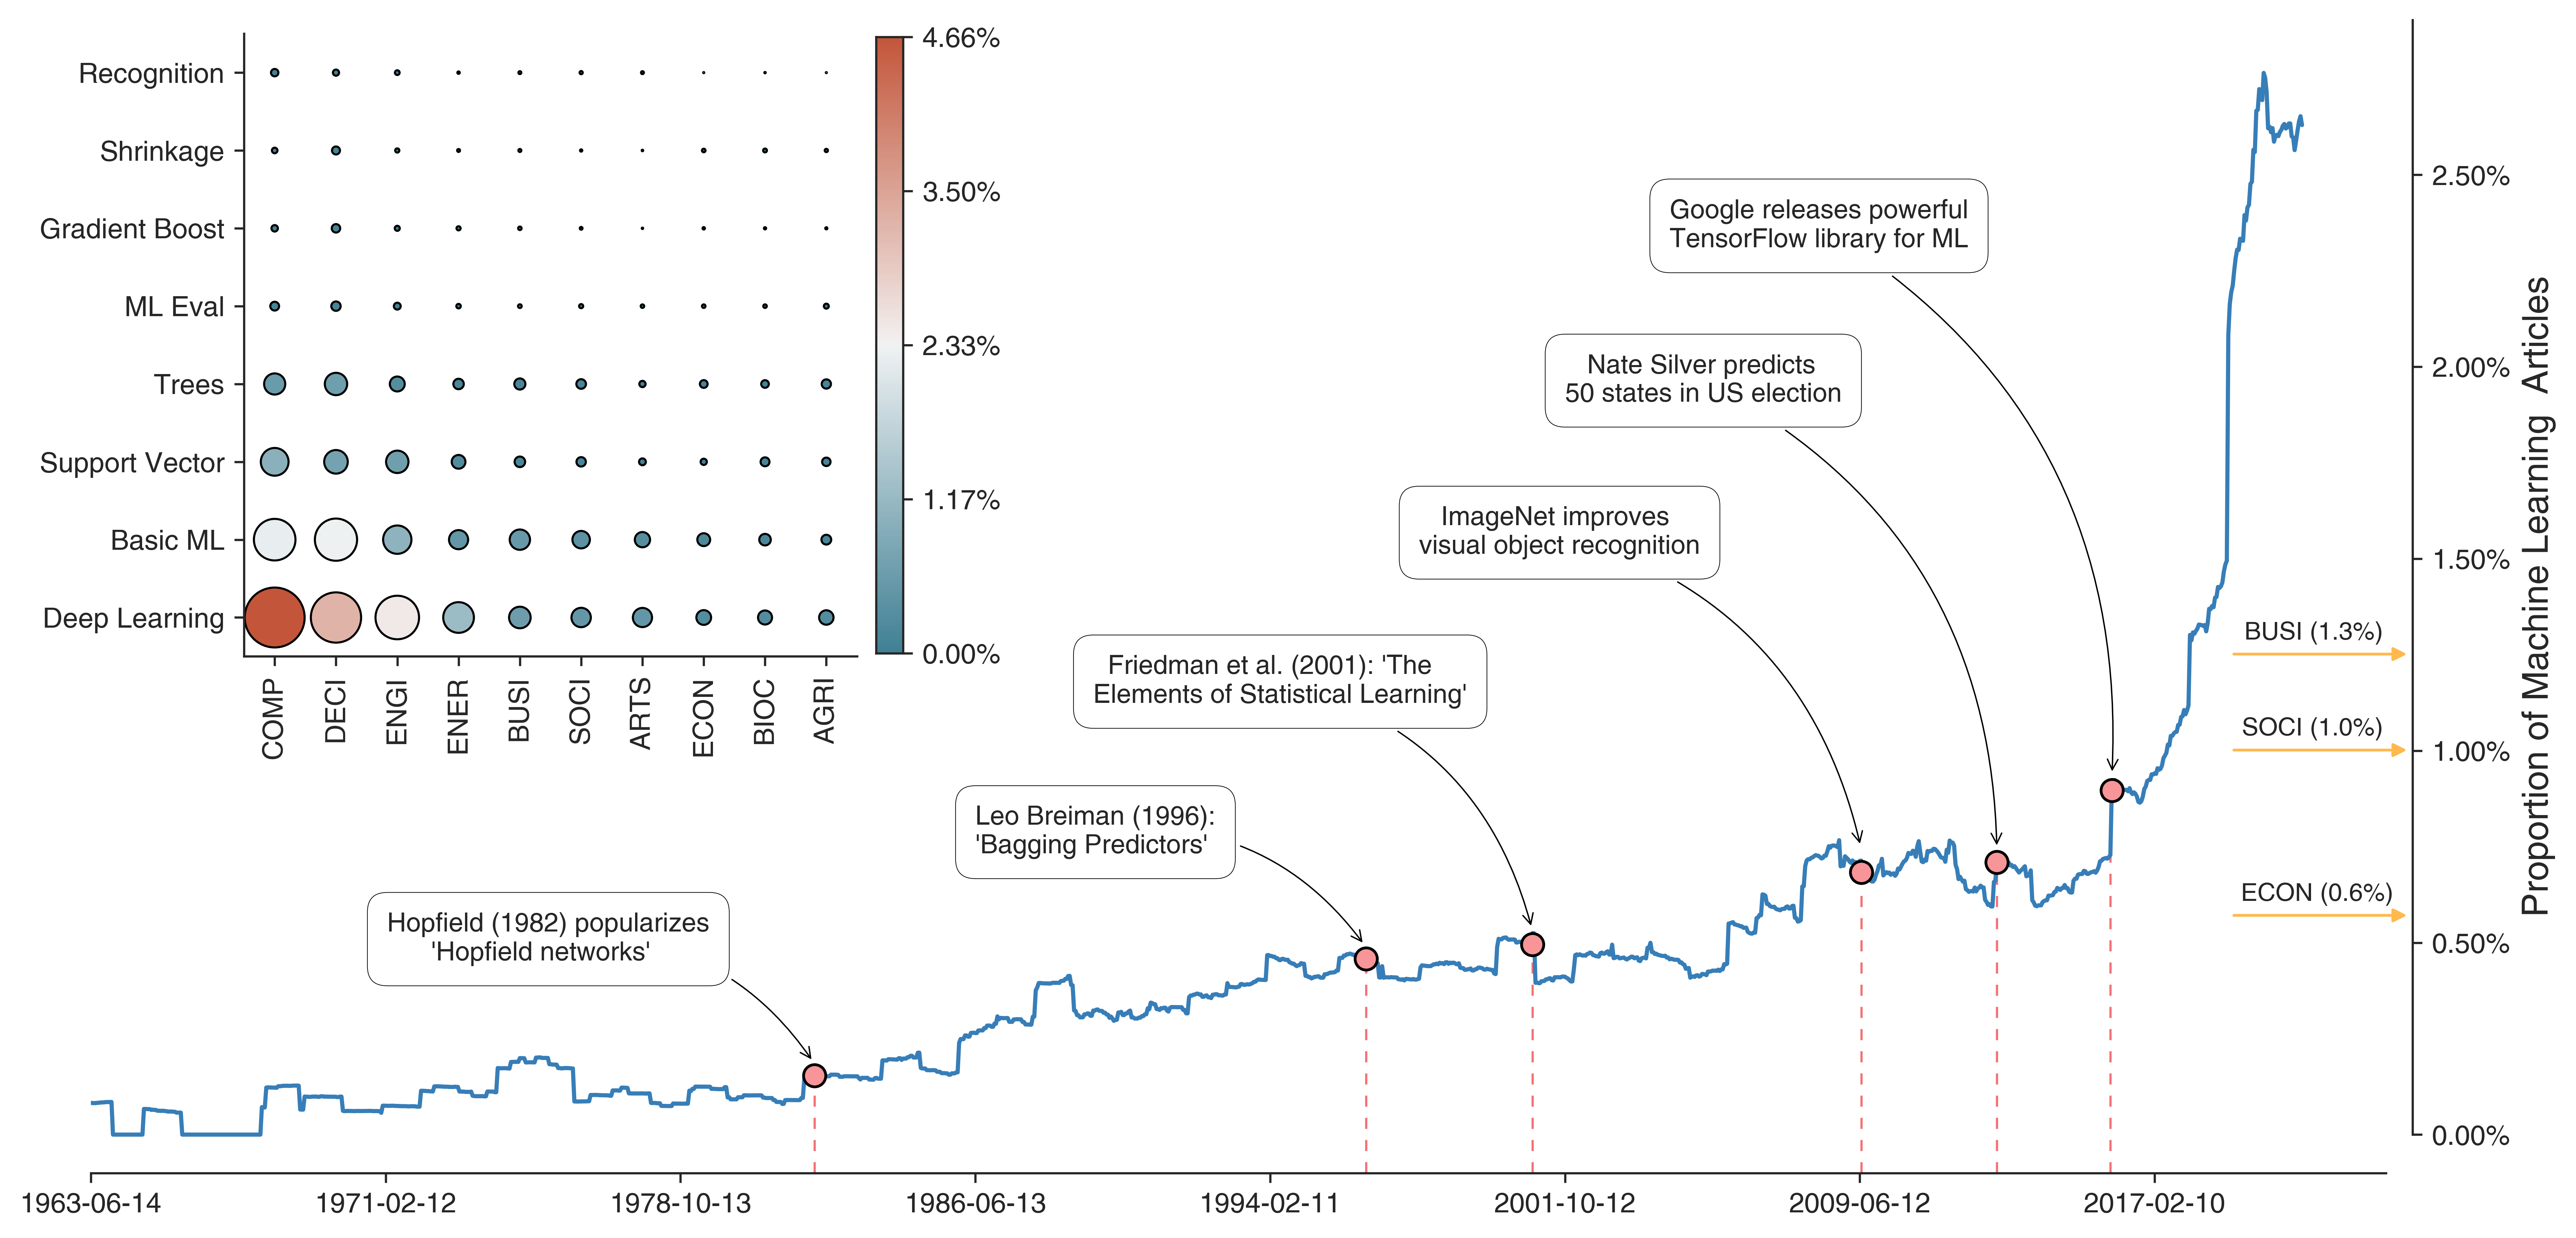 Recognition
Shrinkage
Gradient Boost
ML Eval
Trees
Support Vector
Basic ML
Deep Learning
COMP
DECI
ENGI
ENER
BUSI
SOCI
ARTS
ECON
BIOC
AGRI
4.66%
3.50%
2.33%
1.17%
0.00%
Hopfield (1982) popularizes
'Hopfield networks'
Leo Breiman (1996):
'Bagging Predictors'
Friedman et al. (2001): 'The
Elements of Statistical Learning'
ImageNet improves
visual object recognition
Nate Silver predicts
50 states in US election
Google releases powerful
TensorFlow library for ML
BUSI (1.3%)
SOCI (1.0%)
ECON (0.6%)
2.50%
2.00%
1.50%
1.00%
0.50%
0.00%
Proportion of Machine Learning Articles
1963-06-14
1971-02-12
1978-10-13
1986-06-13
1994-02-11
2001-10-12
2009-06-12
2017-02-10